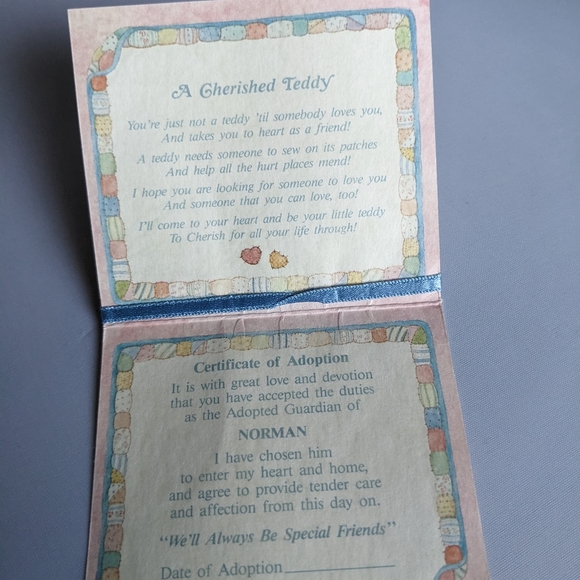 A Cherished Teddy
You're just not a teddy 'til somebody loves you,
And takes you to heart as a friend!
A teddy needs someone to sew on its patches
And help all the hurt places mend!
I hope you are looking for someone to love you
And someone that you can love, too!
I'll come to your heart and be your little teddy
To Cherish for all your life through!
Certificate of Adoption
It is with great love and devotion
that you have accepted the duties
as the Adopted Guardian of
NORMAN
I have chosen him
to enter my heart and home,
and agree to provide tender care
and affection from this day on.
"We'll Always Be Special Friends"
Date of Adoption